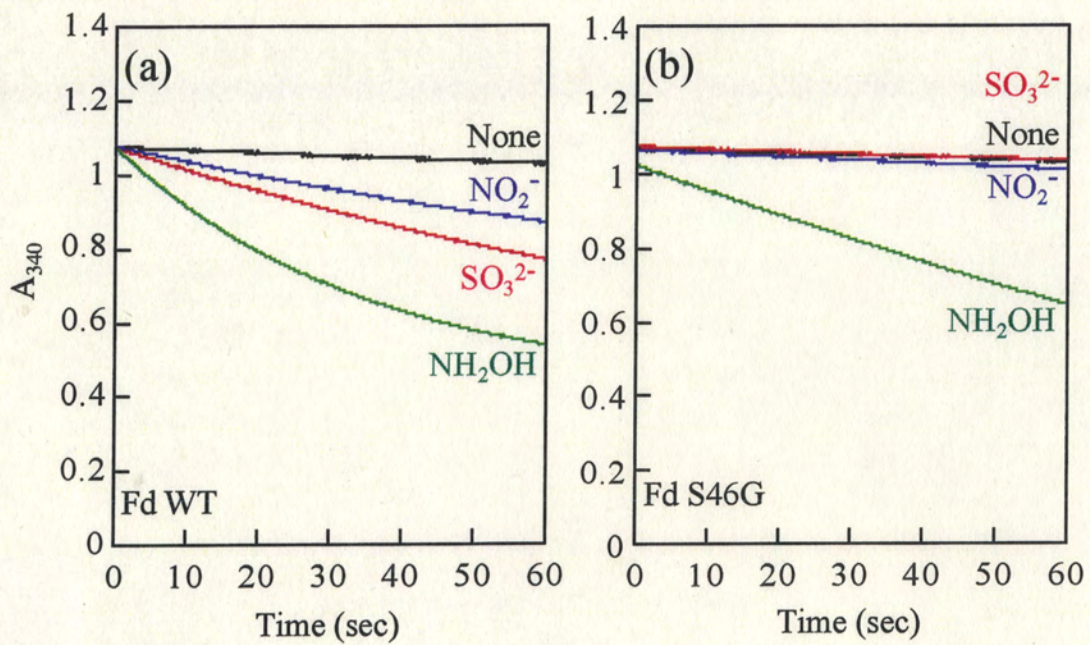 1.4
(a)
1.2
None
1
NO₂⁻
0.8
SO₃²⁻
0.6
NH₂OH
0.4
0.2
Fd WT
0
0 10 20 30 40 50 60
Time (sec)
A₃₄₀
1.4
(b)
SO₃²⁻
1.2
None
1
NO₂⁻
0.8
0.6
NH₂OH
0.4
0.2
Fd S46G
0
0 10 20 30 40 50 60
Time (sec)